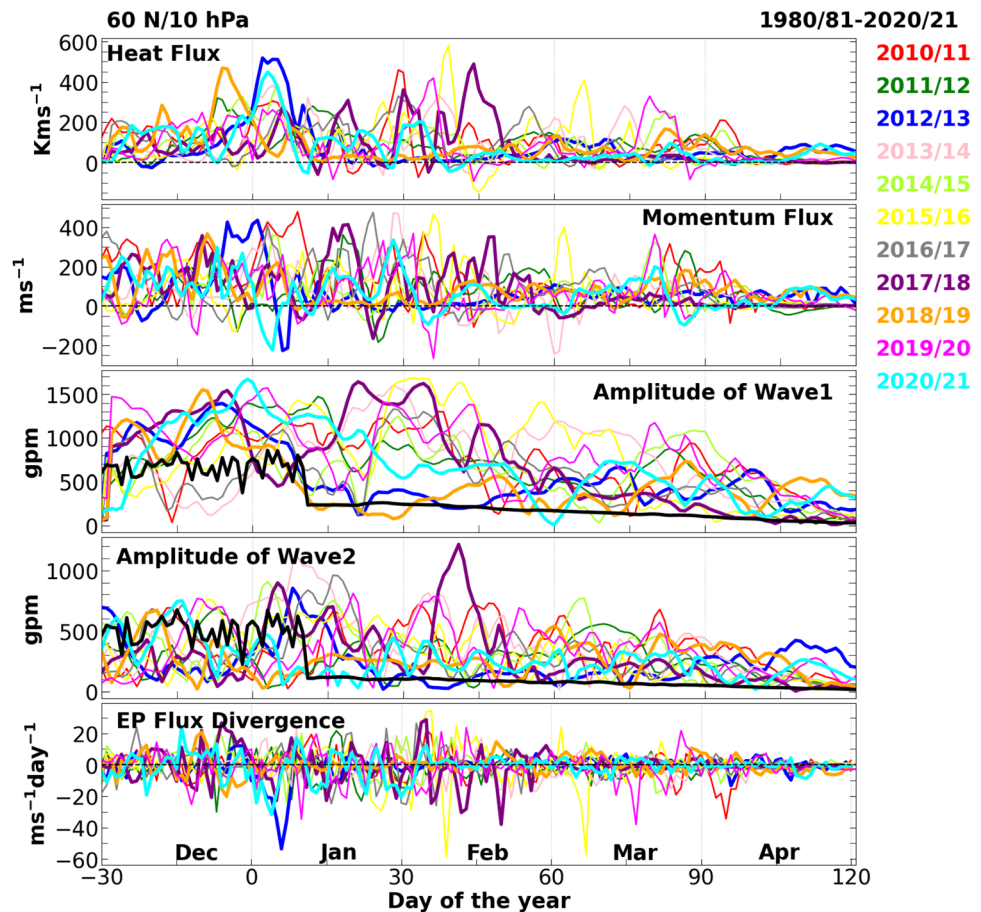 60 N/10 hPa 1980/81-2020/21
Heat Flux
600
400
200
0
Kms⁻¹
2010/11
2011/12
2012/13
2013/14
2014/15
2015/16
2016/17
2017/18
2018/19
2019/20
2020/21
Momentum Flux
400
200
0
−200
ms⁻¹
Amplitude of Wave1
1500
1000
500
0
gpm
Amplitude of Wave2
1000
500
0
gpm
EP Flux Divergence
20
0
−20
−40
−60
ms⁻¹day⁻¹
Dec Jan Feb Mar Apr
−30 0 30 60 90 120
Day of the year